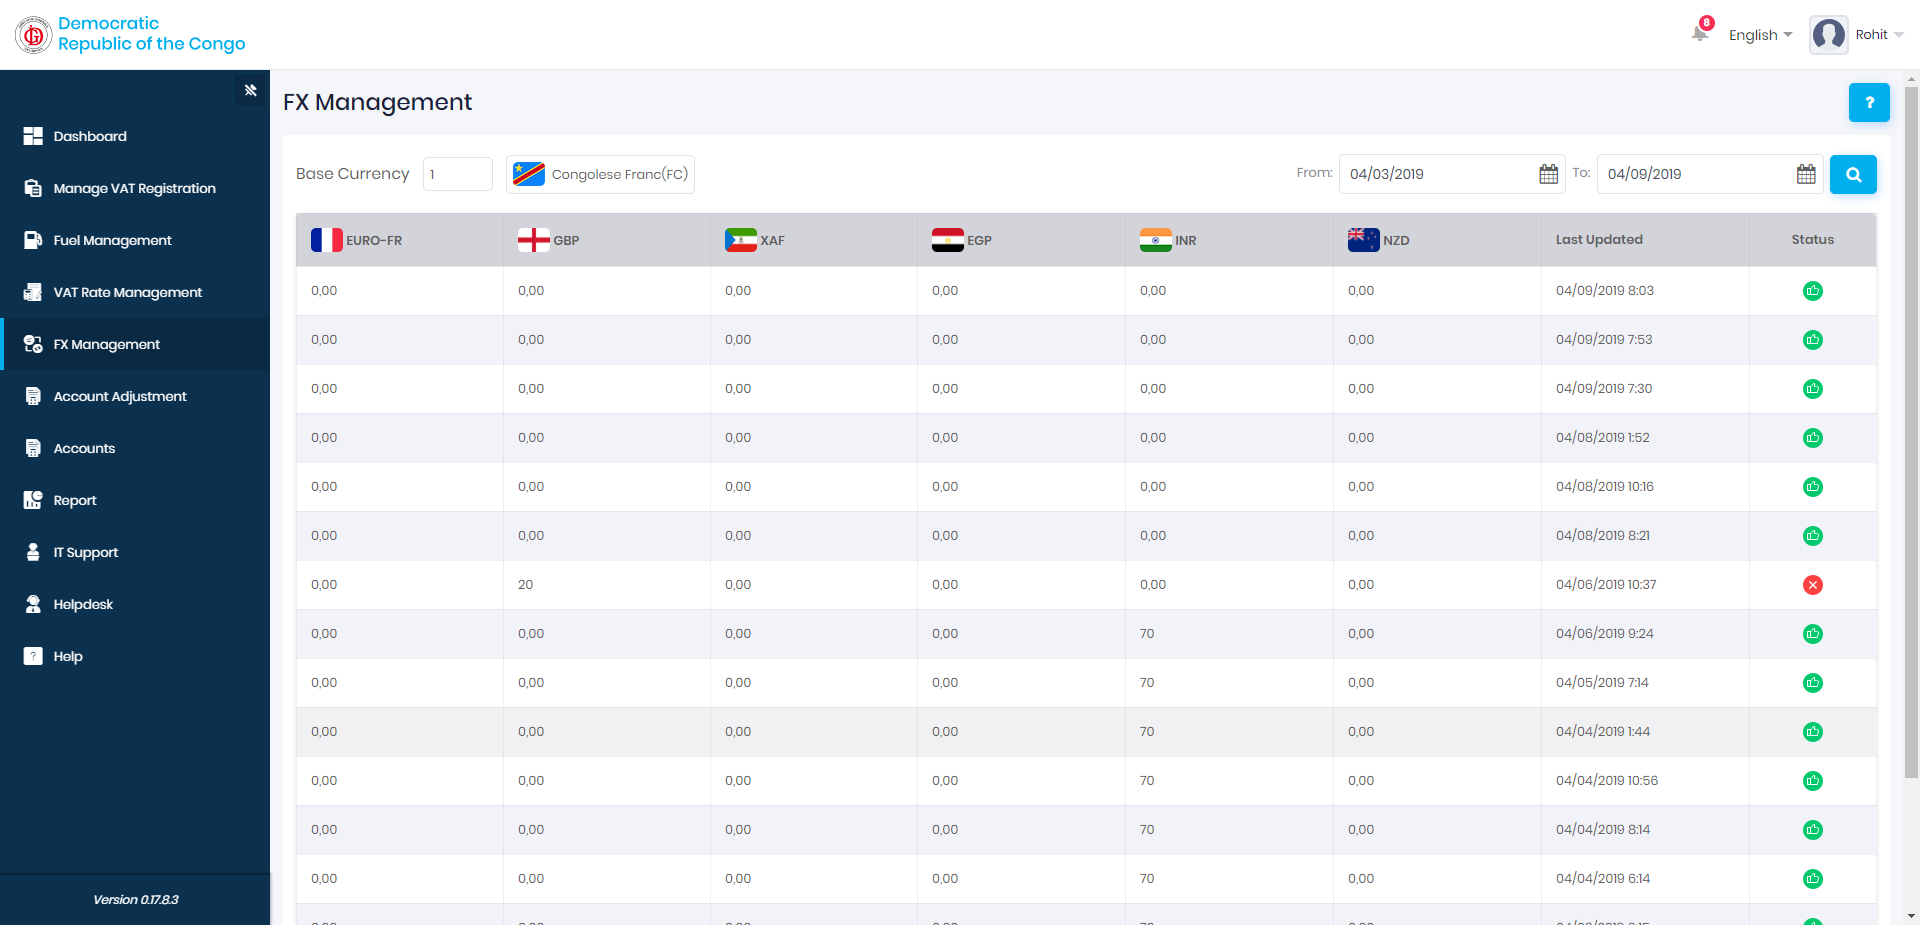 Democratic
Republic of the Congo
8
English
Rohit
Dashboard
Manage VAT Registration
Fuel Management
VAT Rate Management
FX Management
Account Adjustment
Accounts
Report
IT Support
Helpdesk
Help
Version 0.17.8.3
FX Management
?
Base Currency 1 Congolese Franc(FC) From: 04/03/2019 To: 04/09/2019
EURO-FR GBP XAF EGP INR NZD Last Updated Status
0,00 0,00 0,00 0,00 0,00 0,00 04/09/2019 8:03
0,00 0,00 0,00 0,00 0,00 0,00 04/09/2019 7:53
0,00 0,00 0,00 0,00 0,00 0,00 04/09/2019 7:30
0,00 0,00 0,00 0,00 0,00 0,00 04/08/2019 1:52
0,00 0,00 0,00 0,00 0,00 0,00 04/08/2019 10:16
0,00 0,00 0,00 0,00 0,00 0,00 04/08/2019 8:21
0,00 20 0,00 0,00 0,00 0,00 04/06/2019 10:37
0,00 0,00 0,00 0,00 70 0,00 04/06/2019 9:24
0,00 0,00 0,00 0,00 70 0,00 04/05/2019 7:14
0,00 0,00 0,00 0,00 70 0,00 04/04/2019 1:44
0,00 0,00 0,00 0,00 70 0,00 04/04/2019 10:56
0,00 0,00 0,00 0,00 70 0,00 04/04/2019 8:14
0,00 0,00 0,00 0,00 70 0,00 04/04/2019 6:14